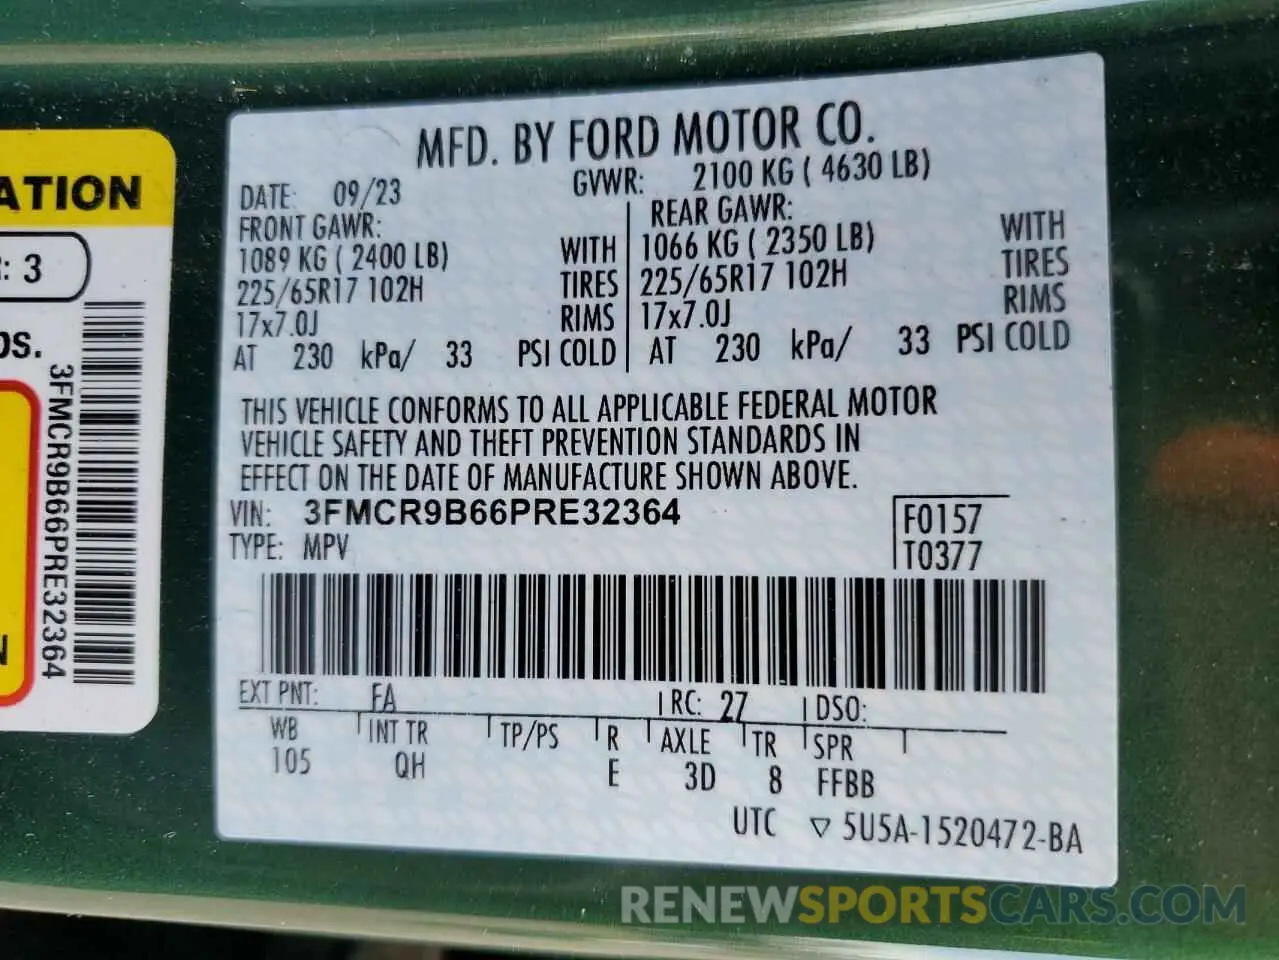 MFD. BY FORD MOTOR CO.
DATE: 09/23 GVWR: 2100 KG ( 4630 LB)
FRONT GAWR: REAR GAWR:
1089 KG ( 2400 LB) WITH 1066 KG ( 2350 LB) WITH
225/65R17 102H TIRES 225/65R17 102H TIRES
17x7.0J RIMS 17x7.0J RIMS
AT 230 kPa/ 33 PSI COLD AT 230 kPa/ 33 PSI COLD
THIS VEHICLE CONFORMS TO ALL APPLICABLE FEDERAL MOTOR
VEHICLE SAFETY AND THEFT PREVENTION STANDARDS IN
EFFECT ON THE DATE OF MANUFACTURE SHOWN ABOVE.
VIN: 3FMCR9B66PRE32364 F0157
TYPE: MPV T0377
EXT PNT: FA RC: 27 DSO:
WB INT TR TP/PS R AXLE TR SPR
105 QH E 3D 8 FFBB
UTC ▽ 5U5A-1520472-BA
ATION
: 3
3FMCR9B66PRE32364
RENEWSPORTSCARS.COM